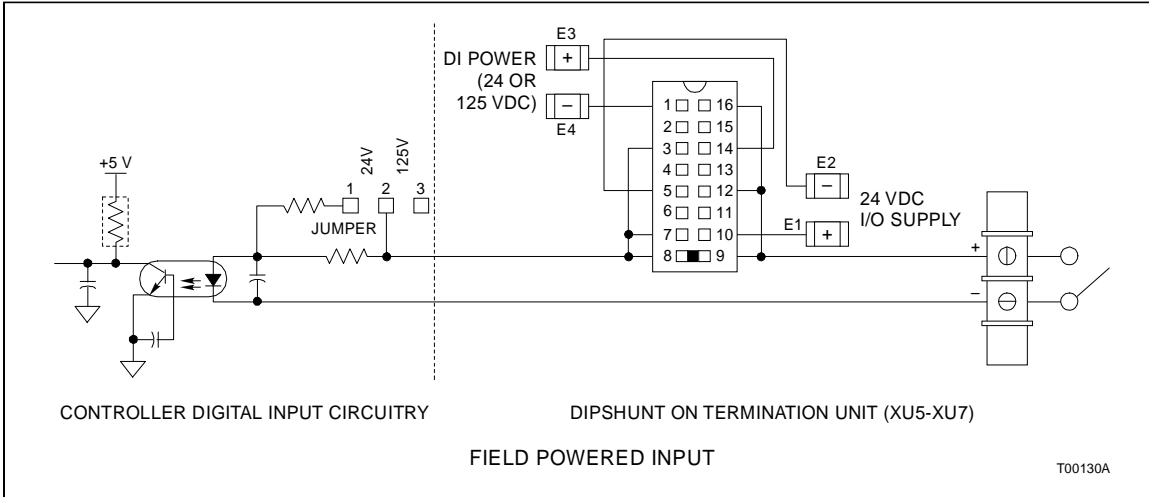 E3
DI POWER
(24 OR
125 VDC)
+
−
E4
+5 V
24V
125V
1 2 3
JUMPER
1 16
2 15
3 14
4 13
5 12
6 11
7 10
8 9
E2
−
24 VDC
I/O SUPPLY
E1
+
+
−
CONTROLLER DIGITAL INPUT CIRCUITRY
DIPSHUNT ON TERMINATION UNIT (XU5-XU7)
FIELD POWERED INPUT
T00130A